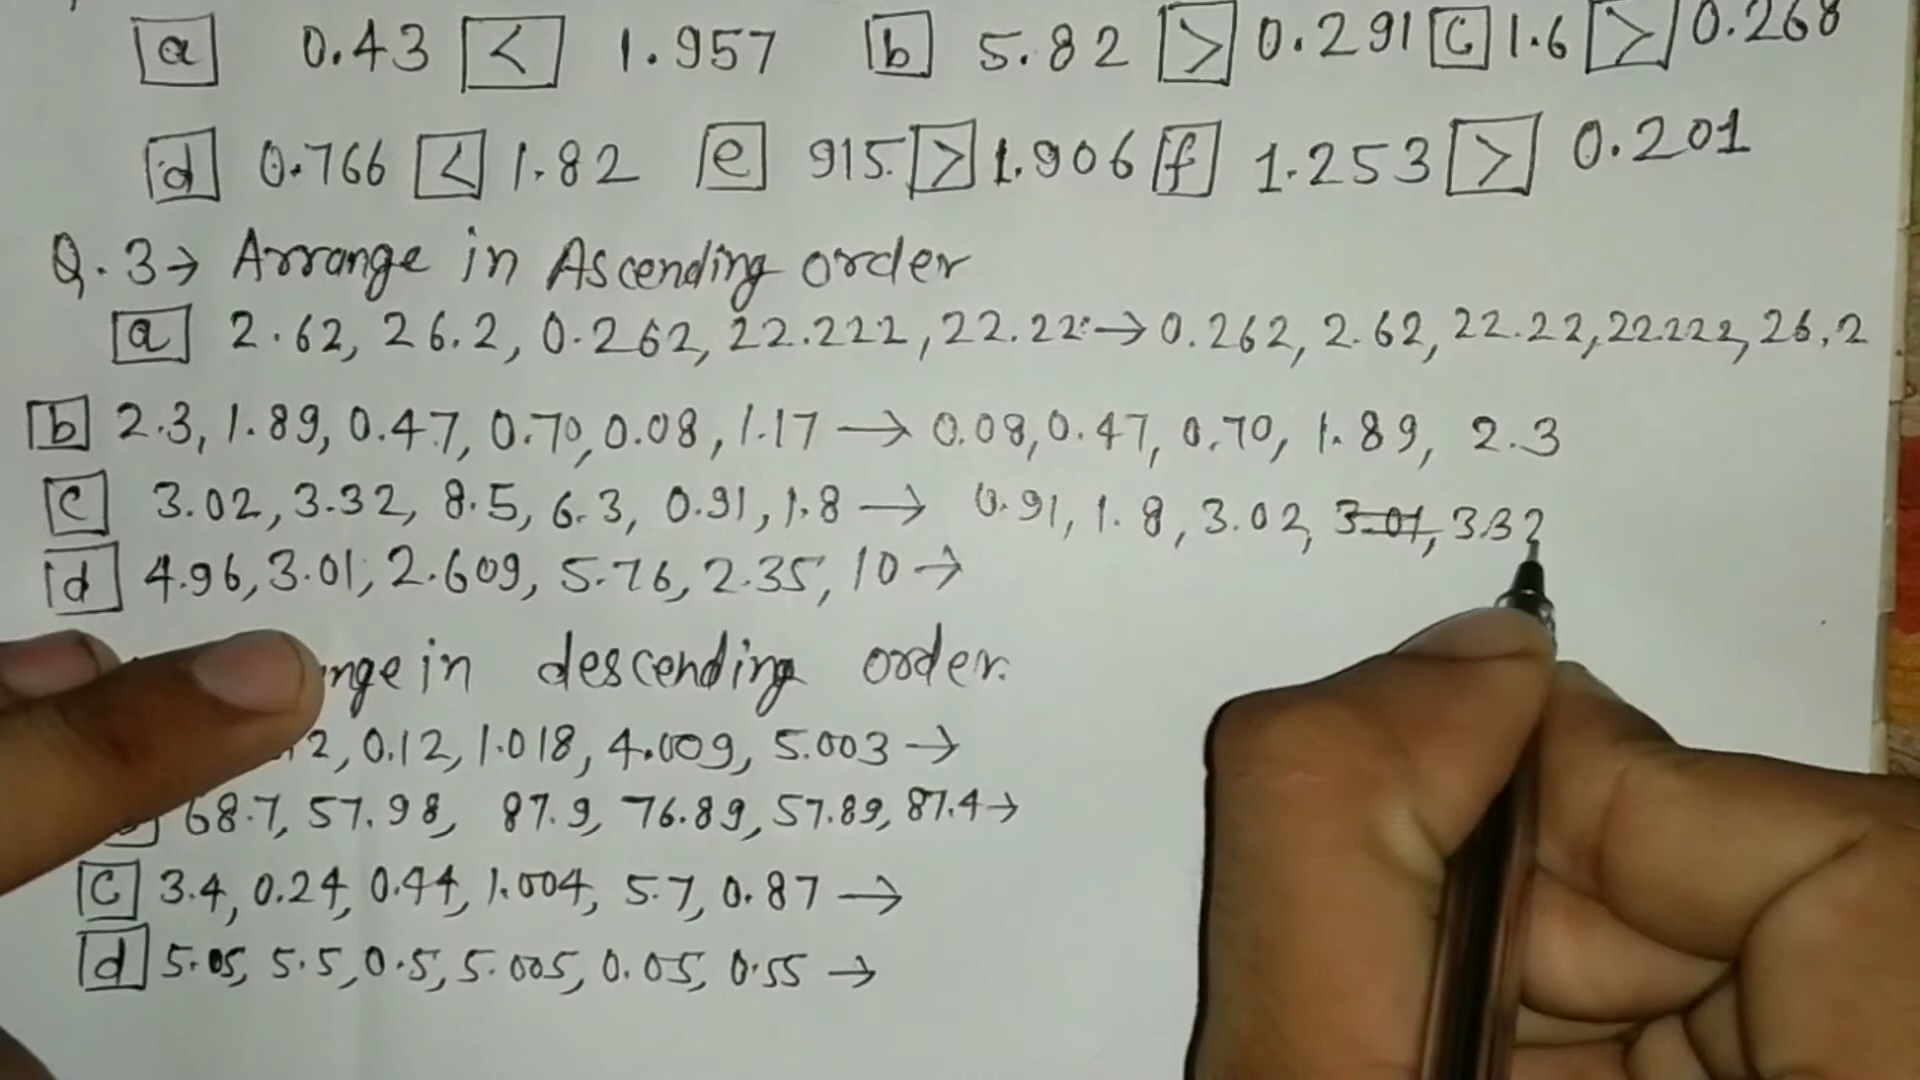 a 0.43 < 1.957 b 5.82 > 0.291 c 1.6 > 0.268
d 0.766 < 1.82 e 915. > 1.906 f 1.253 > 0.201
Q.3→ Arrange in Ascending order
a 2.62, 26.2, 0.262, 22.222, 22.22 → 0.262, 2.62, 22.22, 22.222, 26.2
b 2.3, 1.89, 0.47, 0.70, 0.08, 1.17 → 0.08, 0.47, 0.70, 1.89, 2.3
c 3.02, 3.32, 8.5, 6.3, 0.91, 1.8 → 0.91, 1.8, 3.02, 3.01, 3.32
d 4.96, 3.01, 2.609, 5.76, 2.35, 10 →
in descending order.
0.12, 1.018, 4.009, 5.003 →
68.7, 57.98, 87.9, 76.89, 57.89, 87.4 →
c 3.4, 0.24, 0.44, 1.004, 5.7, 0.87 →
d 5.05, 5.5, 0.5, 5.005, 0.05, 0.55 →